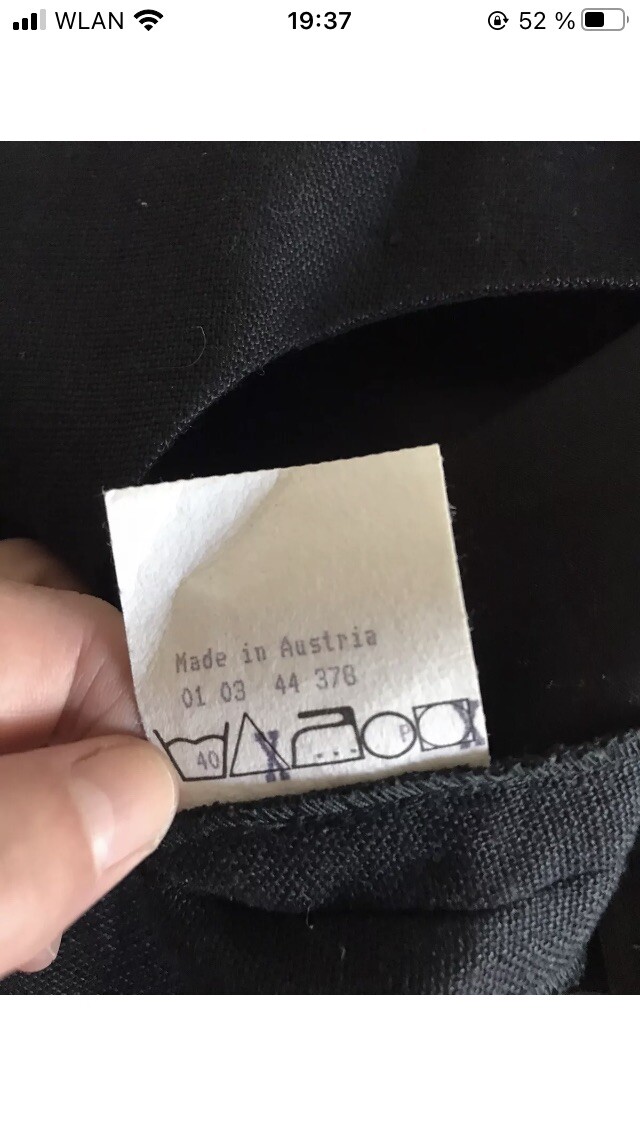 WLAN 19:37 52 %
Made in Austria
01 03 44 378
40 X P X